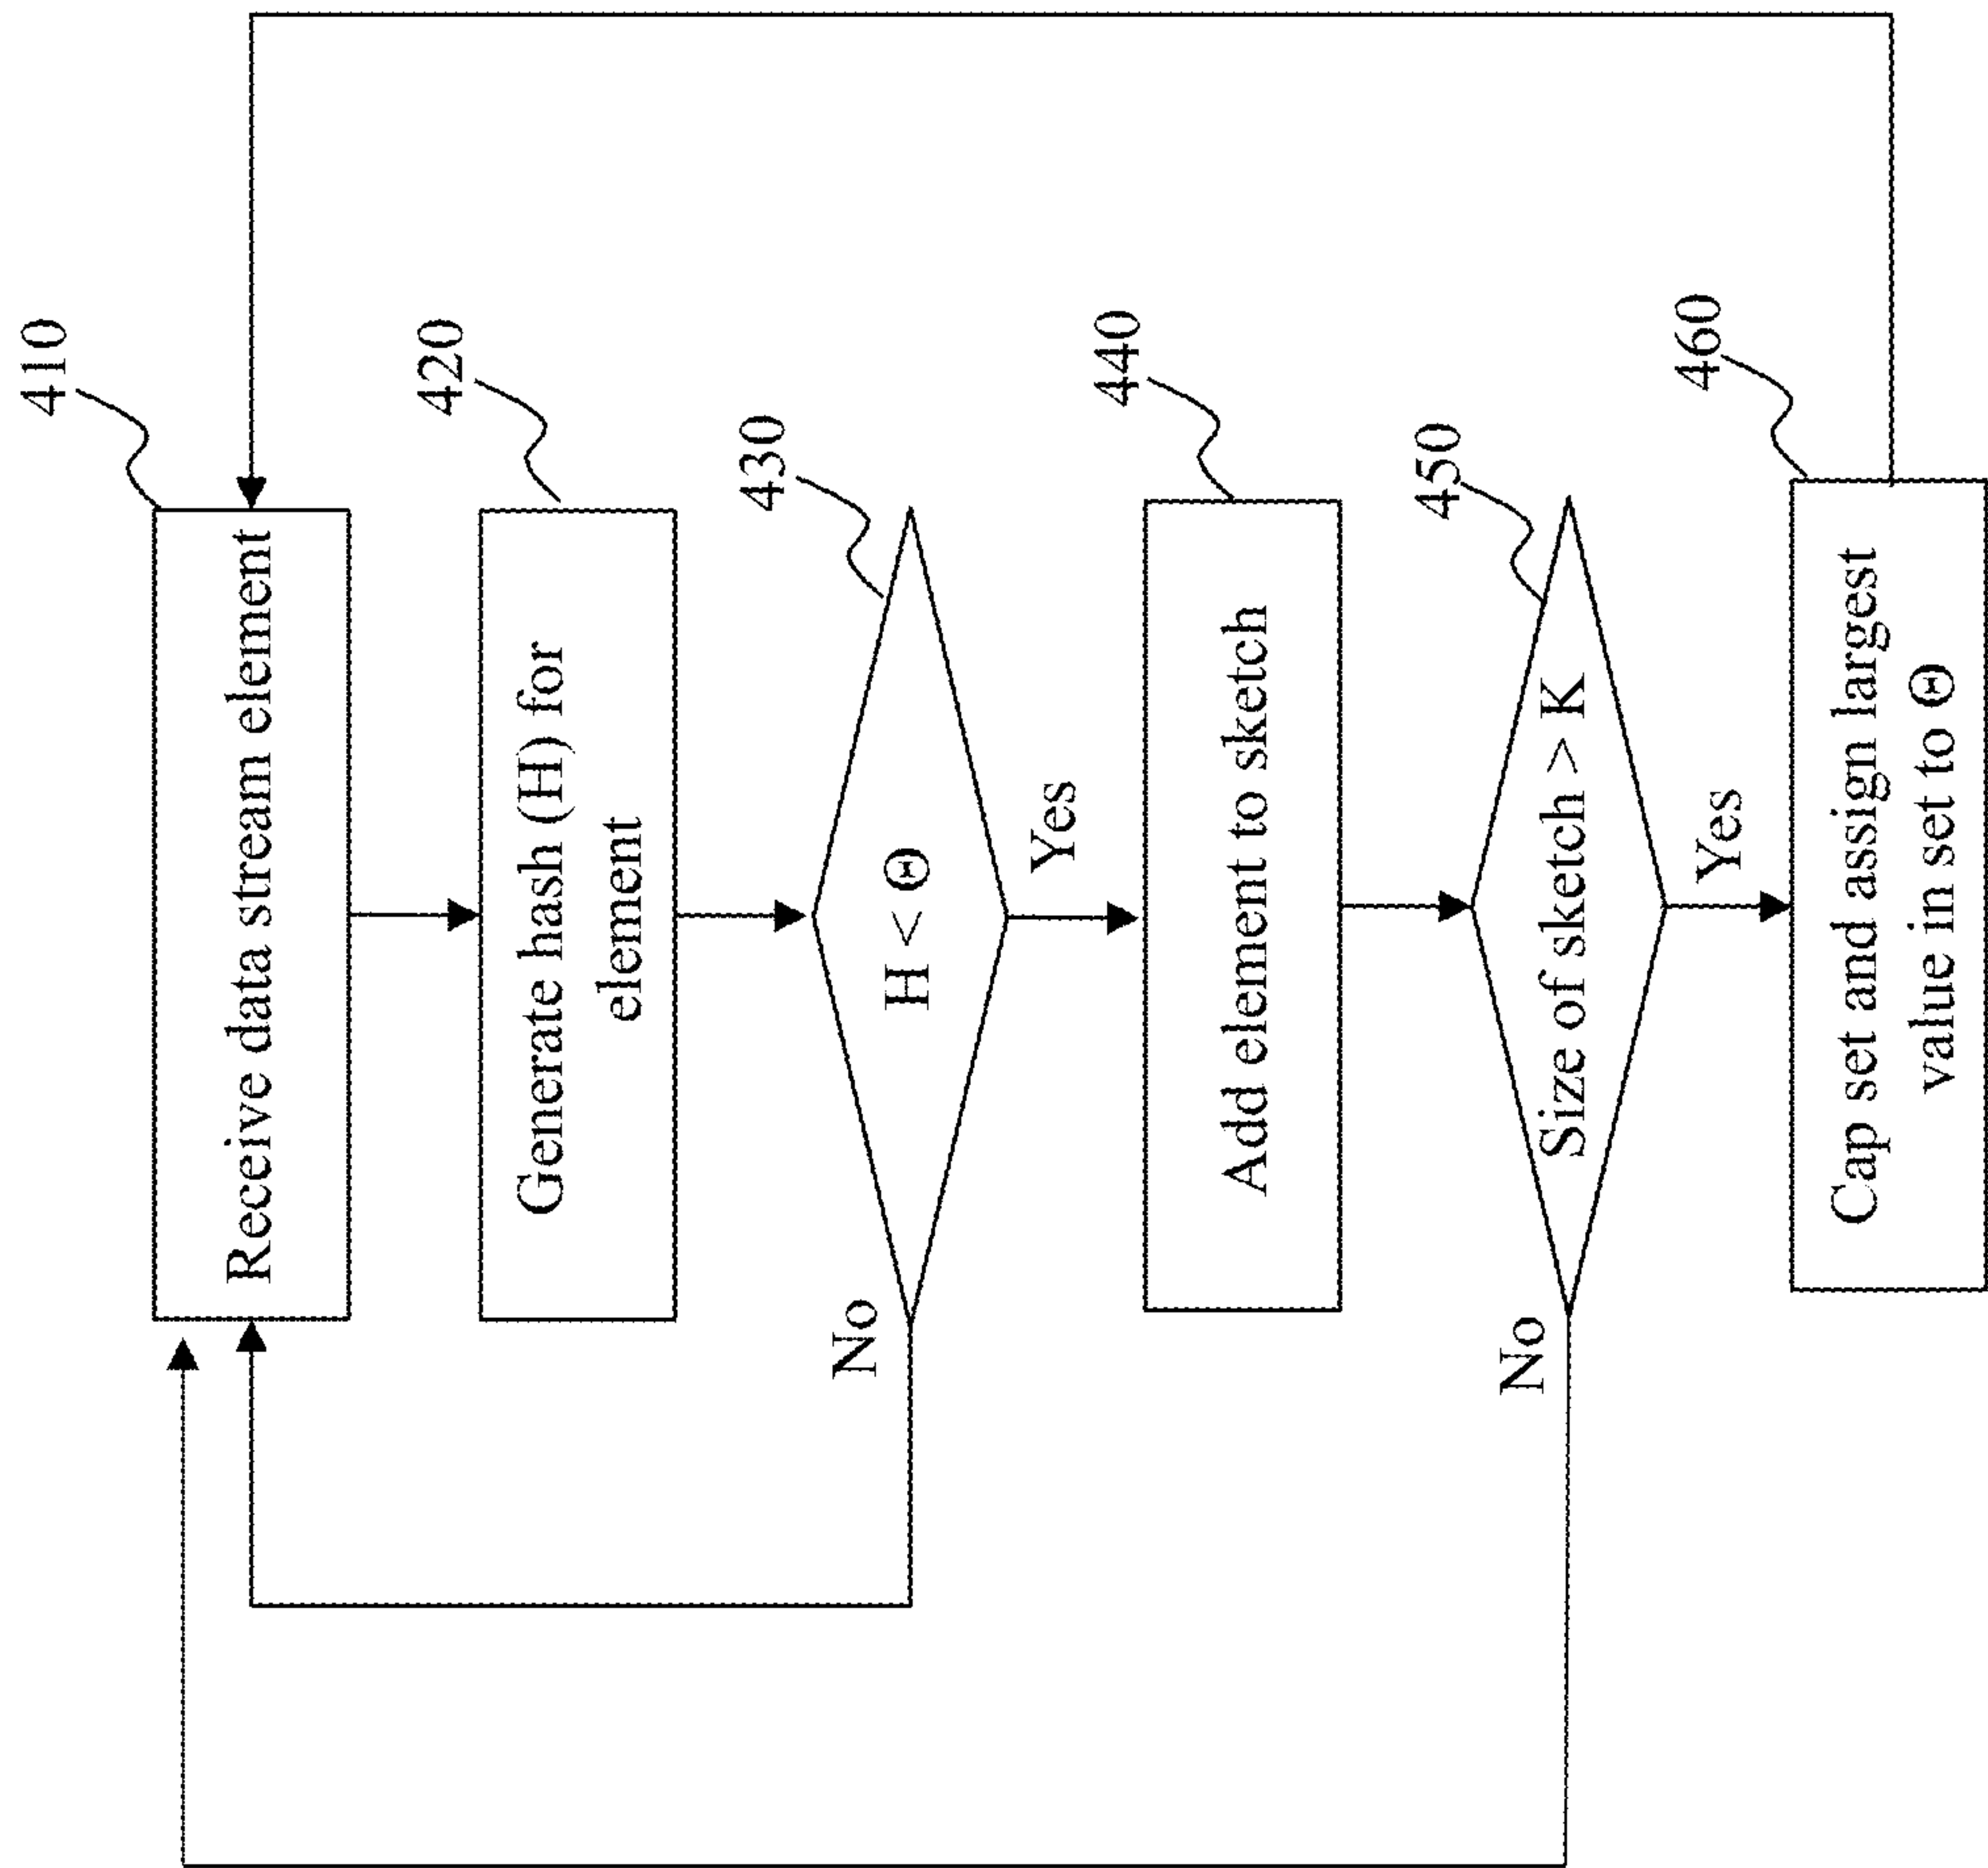 410
Receive data stream element
420
Generate hash (H) for
element
430
H < Θ
No
Yes
440
Add element to sketch
450
Size of sketch > K
No
Yes
460
Cap set and assign largest
value in set to Θ